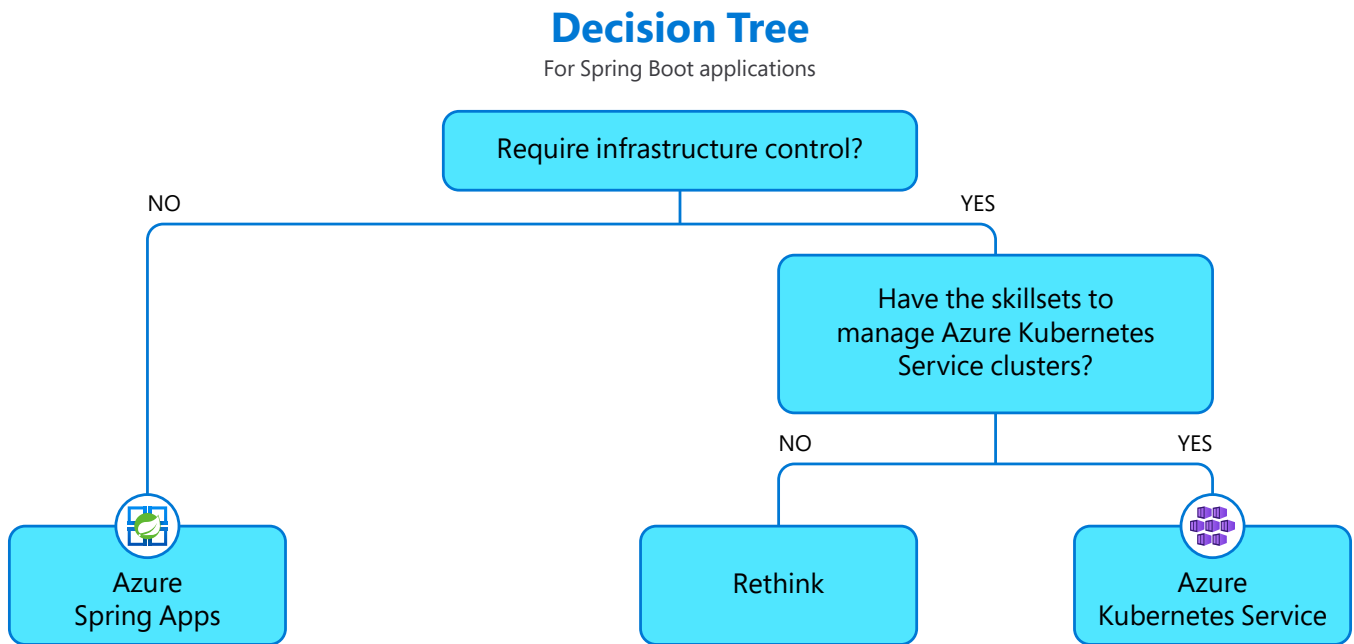 Decision Tree
For Spring Boot applications
Require infrastructure control?
NO
YES
Have the skillsets to
manage Azure Kubernetes
Service clusters?
NO
YES
Azure
Spring Apps
Rethink
Azure
Kubernetes Service